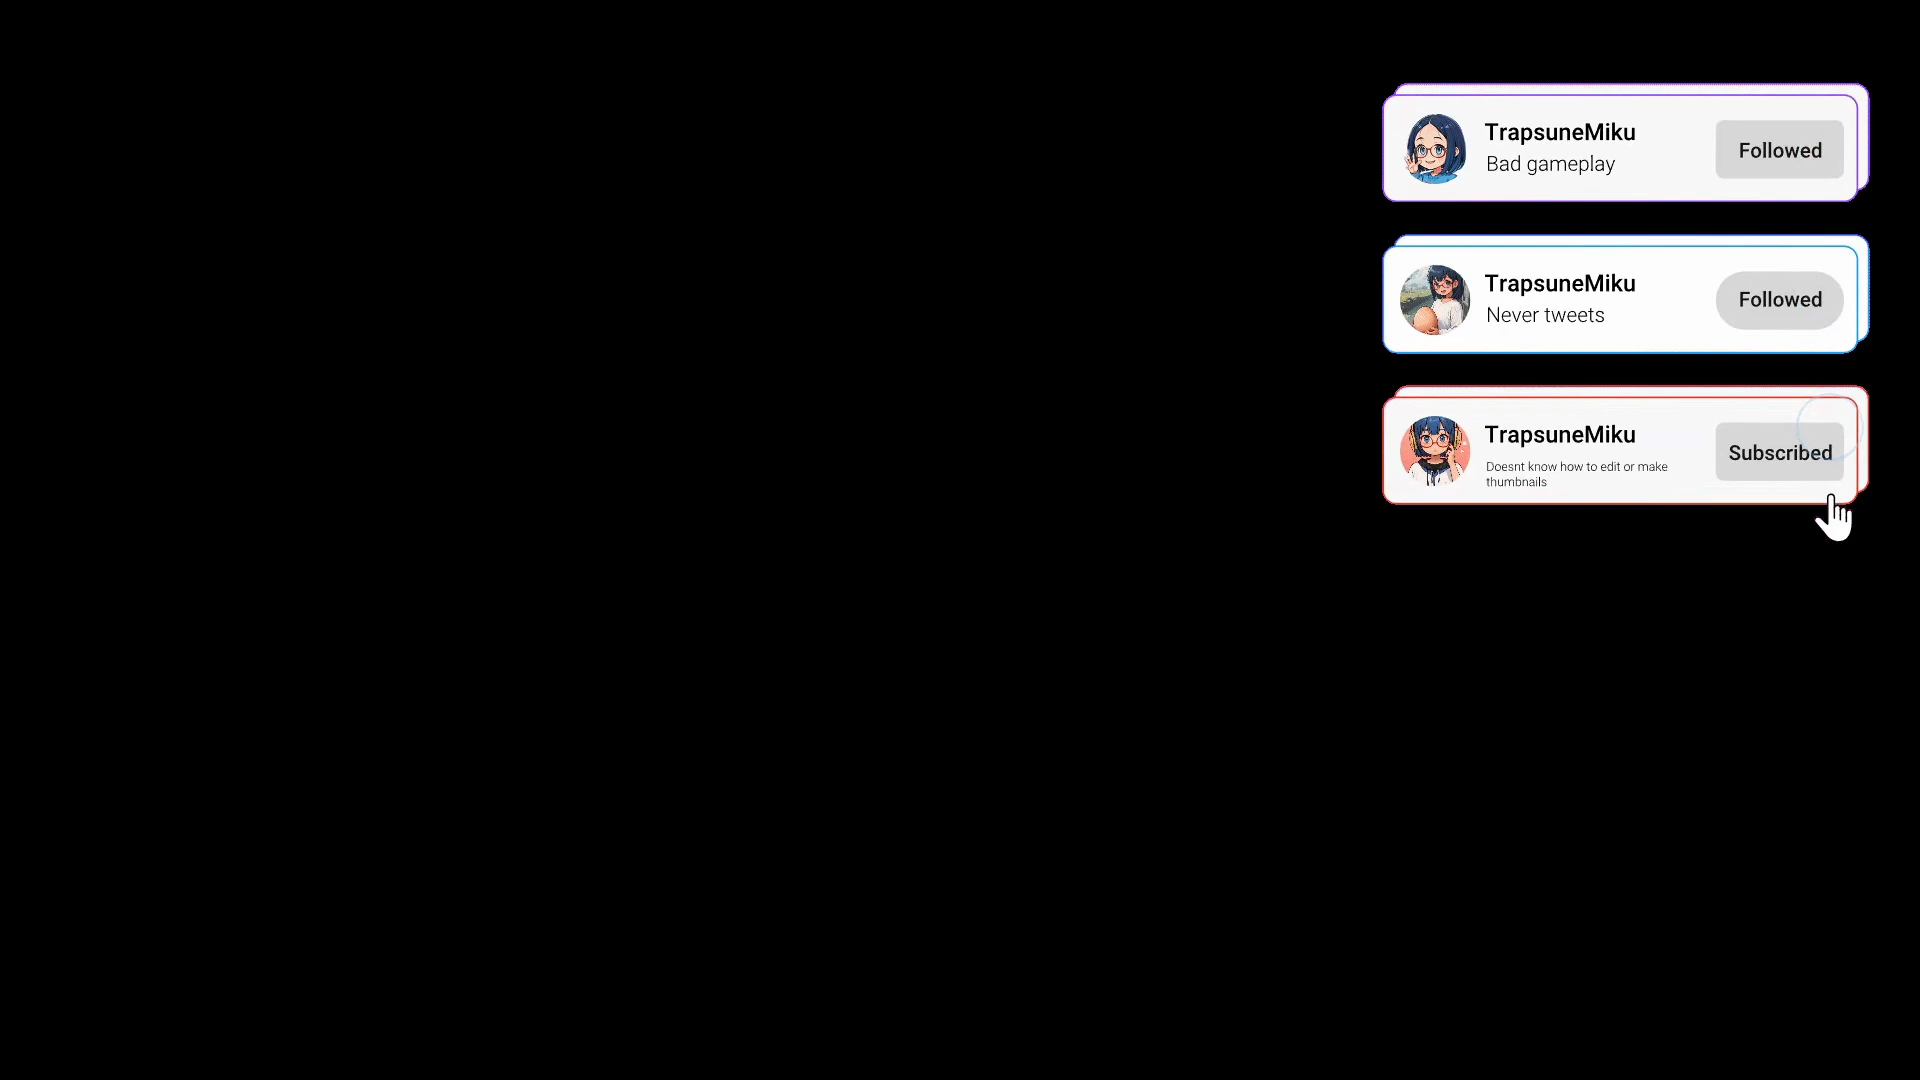 TrapsuneMiku
Bad gameplay
Followed
TrapsuneMiku
Never tweets
Followed
TrapsuneMiku
Doesnt know how to edit or make
thumbnails
Subscribed